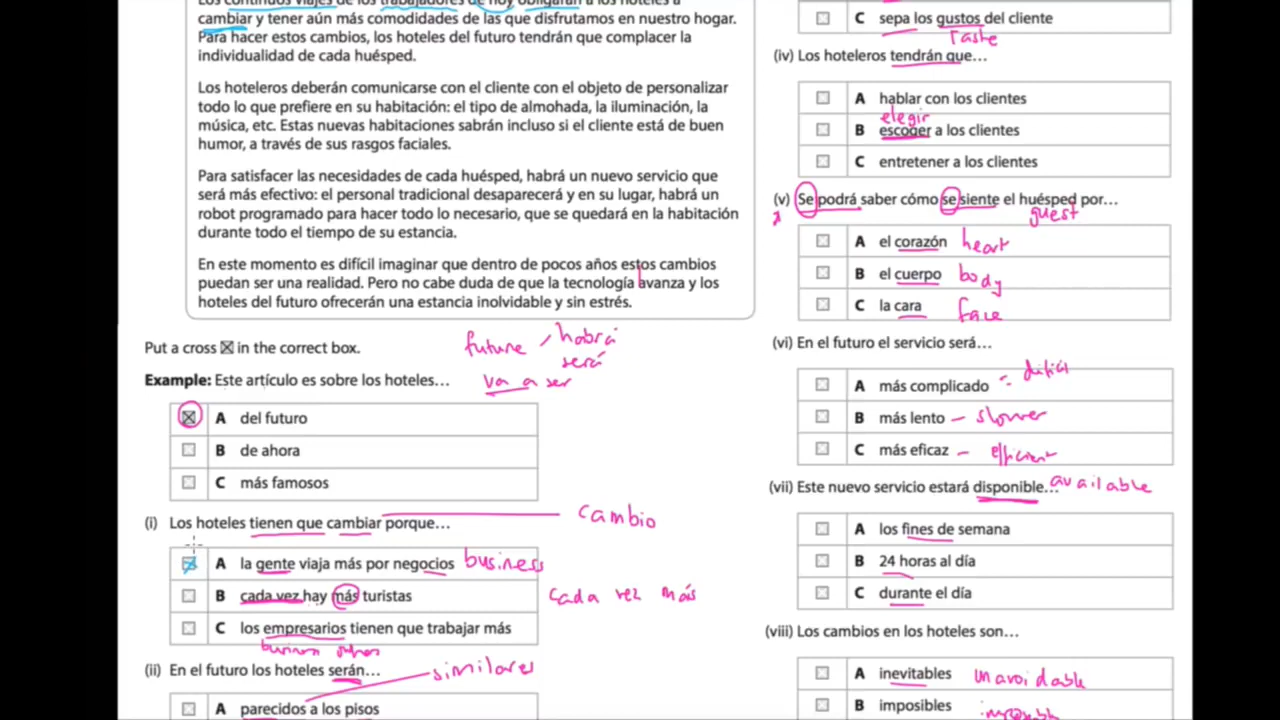 Los continuos viajes de los trabajadores de hoy obligarán a los hoteles a
cambiar y tener aún más comodidades de las que disfrutamos en nuestro hogar.
Para hacer estos cambios, los hoteles del futuro tendrán que complacer la
individualidad de cada huésped.
Los hoteleros deberán comunicarse con el cliente con el objeto de personalizar
todo lo que prefiere en su habitación: el tipo de almohada, la iluminación, la
música, etc. Estas nuevas habitaciones sabrán incluso si el cliente está de buen
humor, a través de sus rasgos faciales.
Para satisfacer las necesidades de cada huésped, habrá un nuevo servicio que
será más efectivo: el personal tradicional desaparecerá y en su lugar, habrá un
robot programado para hacer todo lo necesario, que se quedará en la habitación
durante todo el tiempo de su estancia.
En este momento es difícil imaginar que dentro de pocos años estos cambios
puedan ser una realidad. Pero no cabe duda de que la tecnología avanza y los
hoteles del futuro ofrecerán una estancia inolvidable y sin estrés.
future habrá
será
va a ser
Put a cross ☒ in the correct box.
Example: Este artículo es sobre los hoteles...
A del futuro
B de ahora
C más famosos
(i) Los hoteles tienen que cambiar porque... cambio
A la gente viaja más por negocios business
B cada vez hay más turistas cada vez más
C los empresarios tienen que trabajar más
(ii) En el futuro los hoteles serán... similares
A parecidos a los pisos
C sepa los gustos del cliente
Taste
(iv) Los hoteleros tendrán que...
A hablar con los clientes
elegir
B escoger a los clientes
C entretener a los clientes
(v) Se podrá saber cómo se siente el huésped por...
guest
A el corazón heart
B el cuerpo body
C la cara face
(vi) En el futuro el servicio será...
A más complicado
B más lento – slower
C más eficaz – efficient
(vii) Este nuevo servicio estará disponible... available
A los fines de semana
B 24 horas al día
C durante el día
(viii) Los cambios en los hoteles son...
A inevitables unavoidable
B imposibles